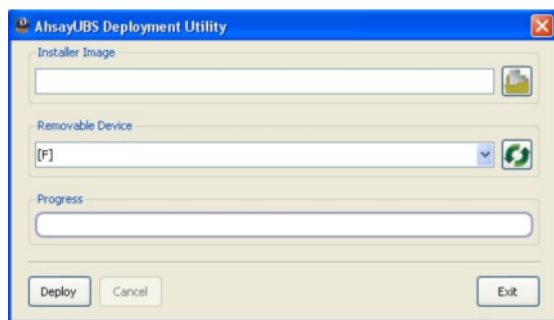 AhsayUBS Deployment Utility
Installer Image
Removable Device
[F]
Progress
Deploy Cancel Exit